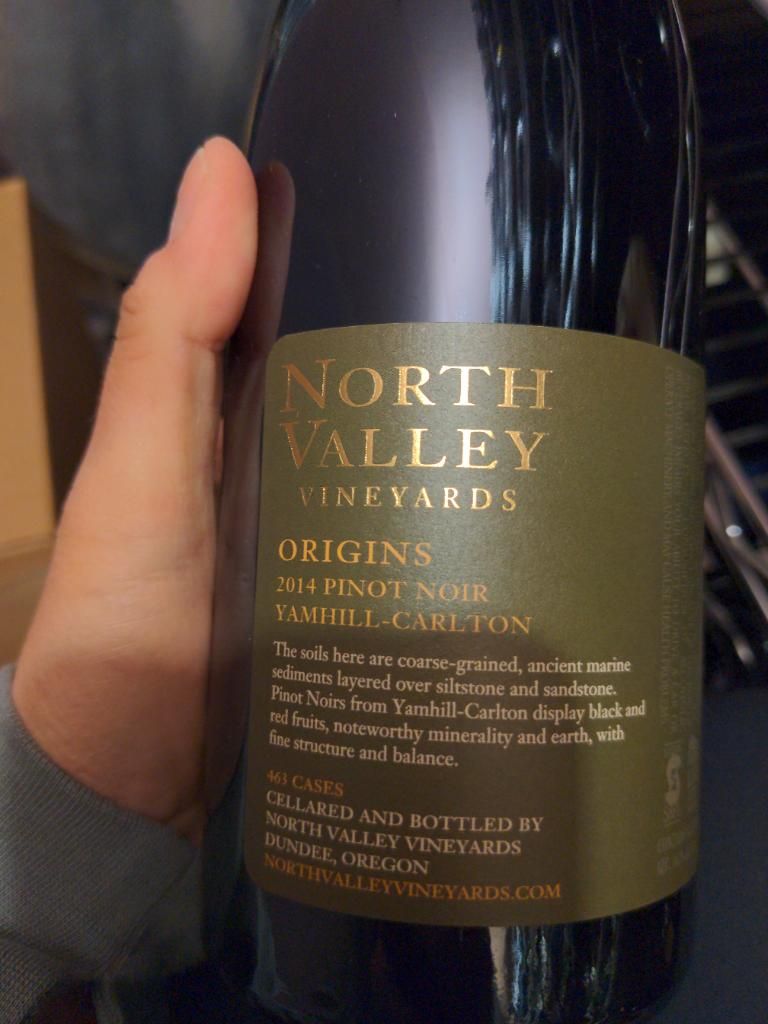 NORTH
VALLEY
VINEYARDS
ORIGINS
2014 PINOT NOIR
YAMHILL-CARLTON
The soils here are coarse-grained, ancient marine
sediments layered over siltstone and sandstone.
Pinot Noirs from Yamhill-Carlton display black and
red fruits, noteworthy minerality and earth, with
fine structure and balance.
463 CASES
CELLARED AND BOTTLED BY
NORTH VALLEY VINEYARDS
DUNDEE, OREGON
NORTHVALLEYVINEYARDS.COM